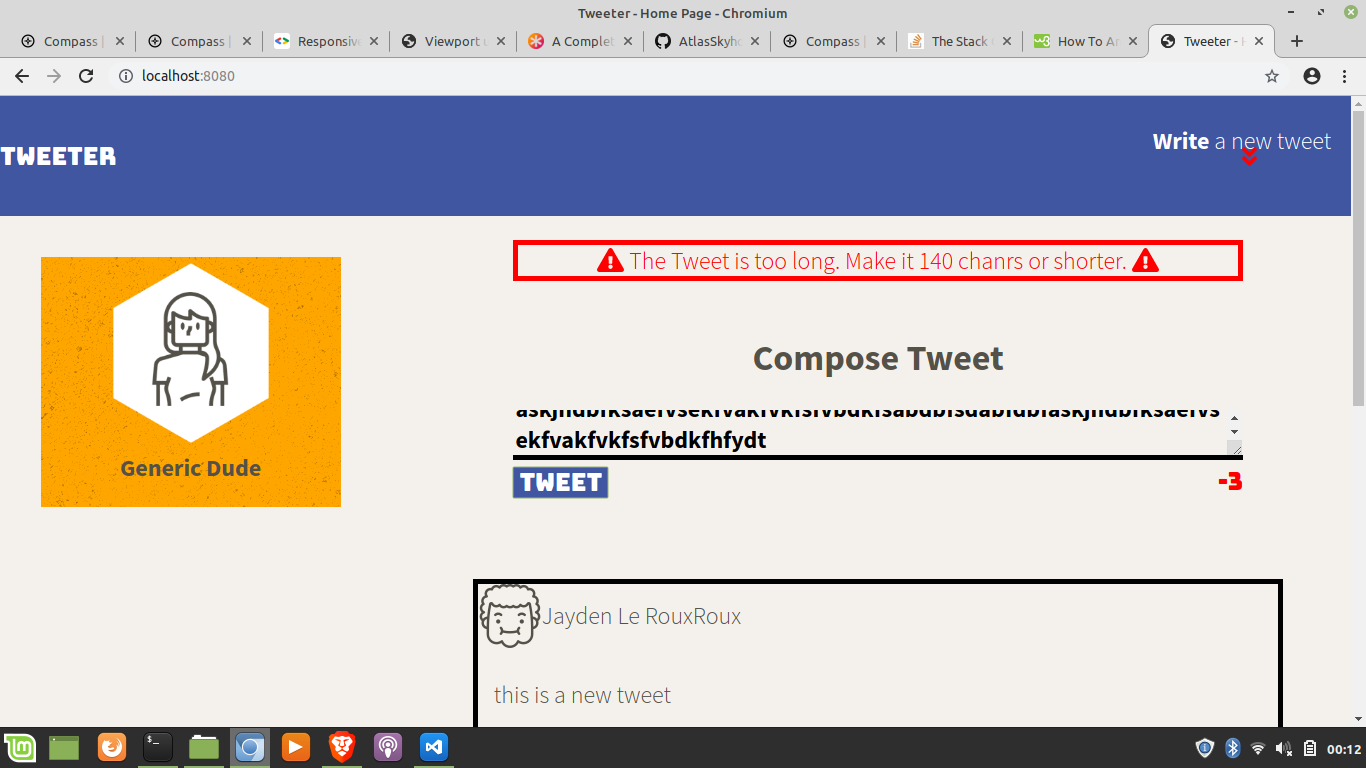 Tweeter - Home Page - Chromium
Compass |
Compass |
Responsive
Viewport
A Complet
AtlasSkyh
Compass |
The Stack
How To
Tweeter -
localhost:8080
TWEETER
Write a new tweet
The Tweet is too long. Make it 140 chanrs or shorter.
Generic Dude
Compose Tweet
ekfvakfvkfsfvbdkfhfydt
TWEET
-3
Jayden Le RouxRoux
this is a new tweet
00:12